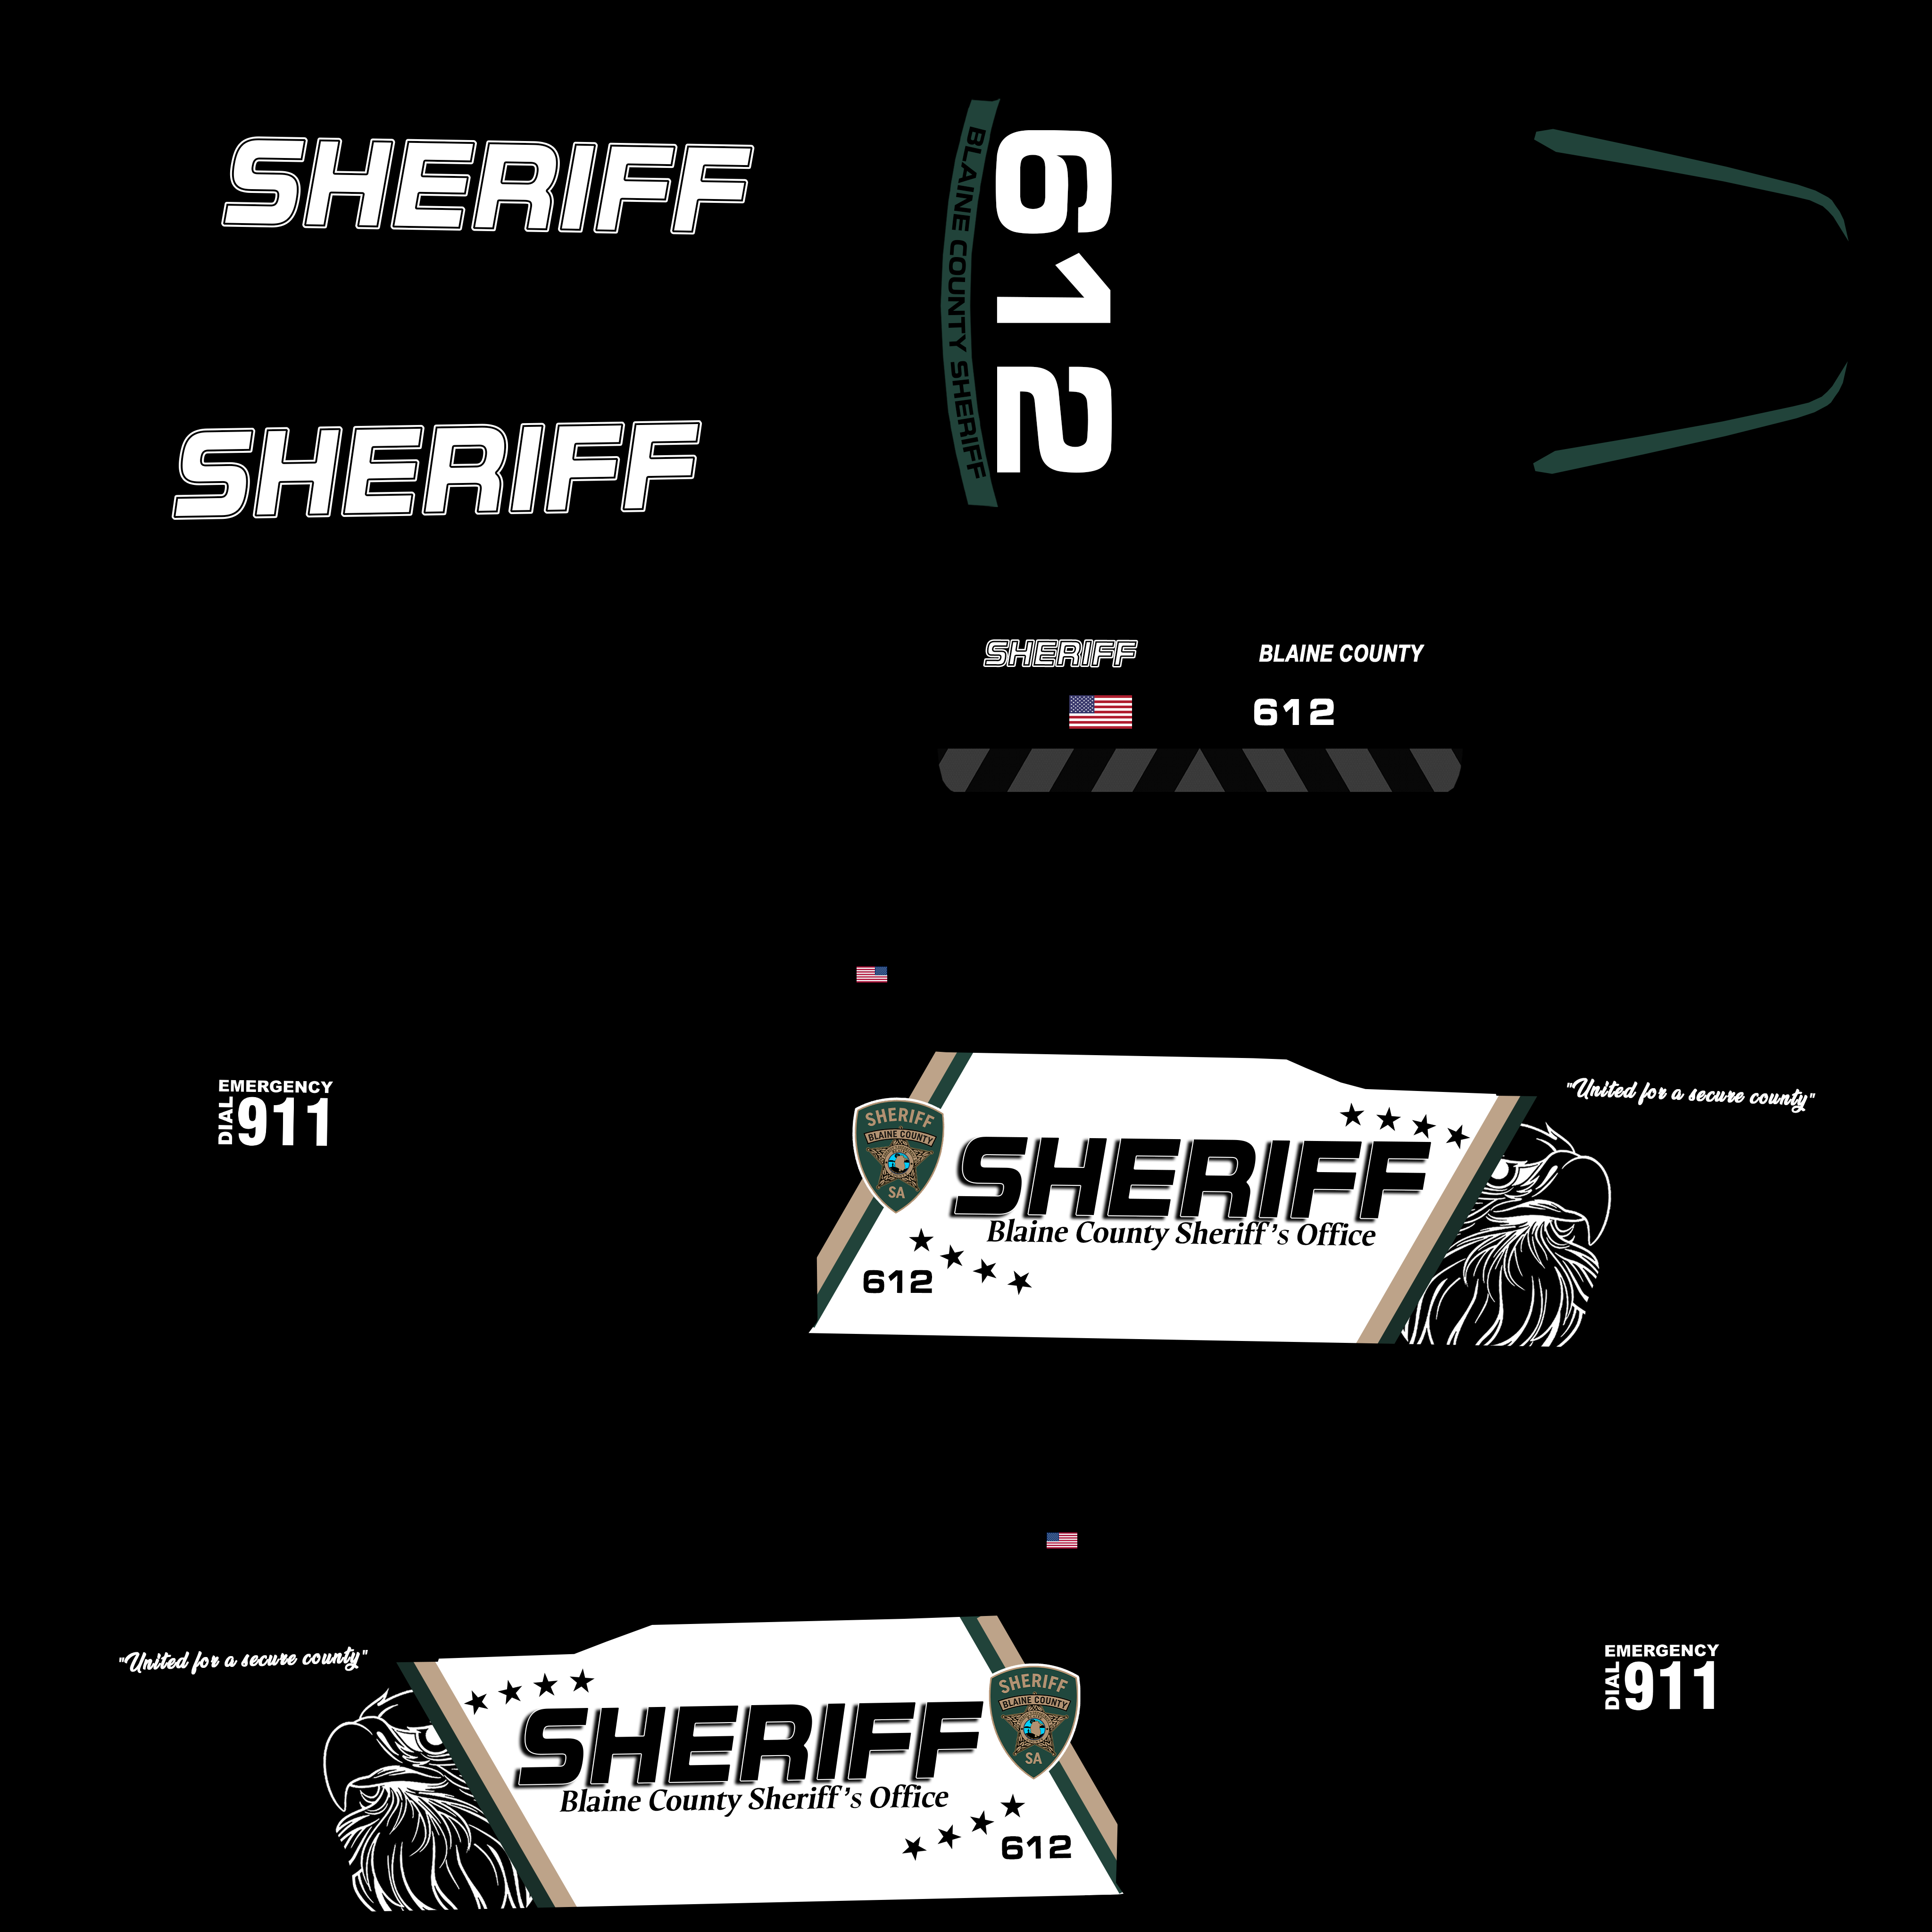 SHERIFF
BLAINE COUNTY SHERIFF
612
SHERIFF
SHERIFF
BLAINE COUNTY
612
EMERGENCY
DIAL
911
"United for a secure county"
SHERIFF
BLAINE COUNTY
SA
SHERIFF
Blaine County Sheriff's Office
612
"United for a secure county"
SHERIFF
Blaine County Sheriff's Office
SHERIFF
BLAINE COUNTY
SA
612
EMERGENCY
DIAL
911